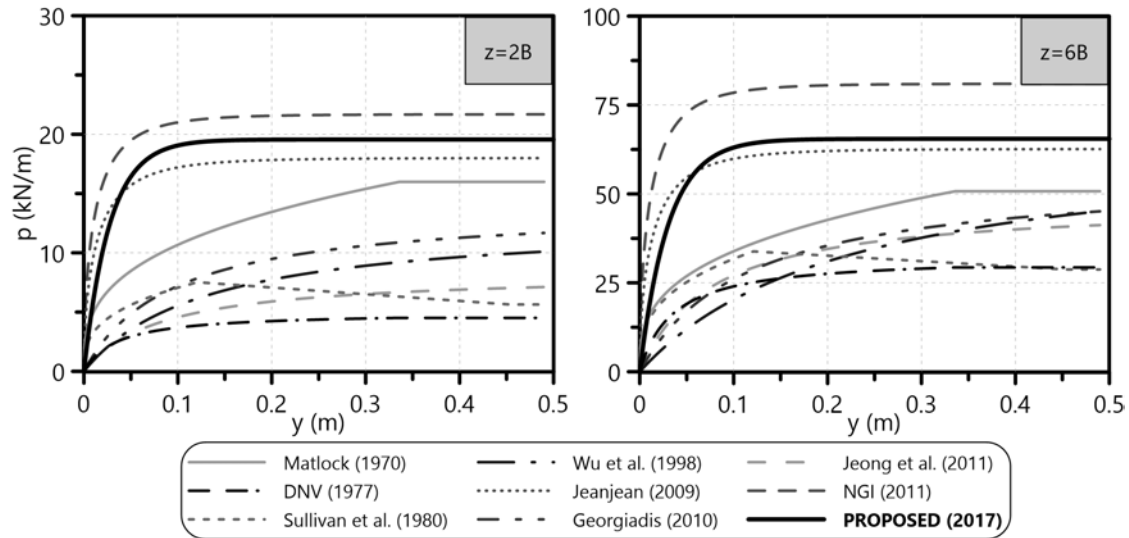 30
20
10
0
p (kN/m)
z=2B
0 0.1 0.2 0.3 0.4 0.5
y (m)
100
75
50
25
0
z=6B
0 0.1 0.2 0.3 0.4 0.5
y (m)
Matlock (1970) Wu et al. (1998) Jeong et al. (2011)
DNV (1977) Jeanjean (2009) NGI (2011)
Sullivan et al. (1980) Georgiadis (2010) PROPOSED (2017)